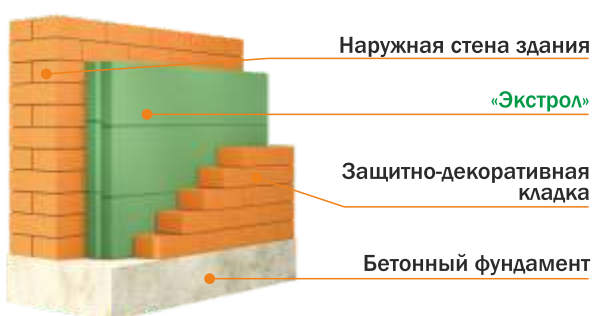 Наружная стена здания
«Экстрол»
Защитно-декоративная
кладка
Бетонный фундамент